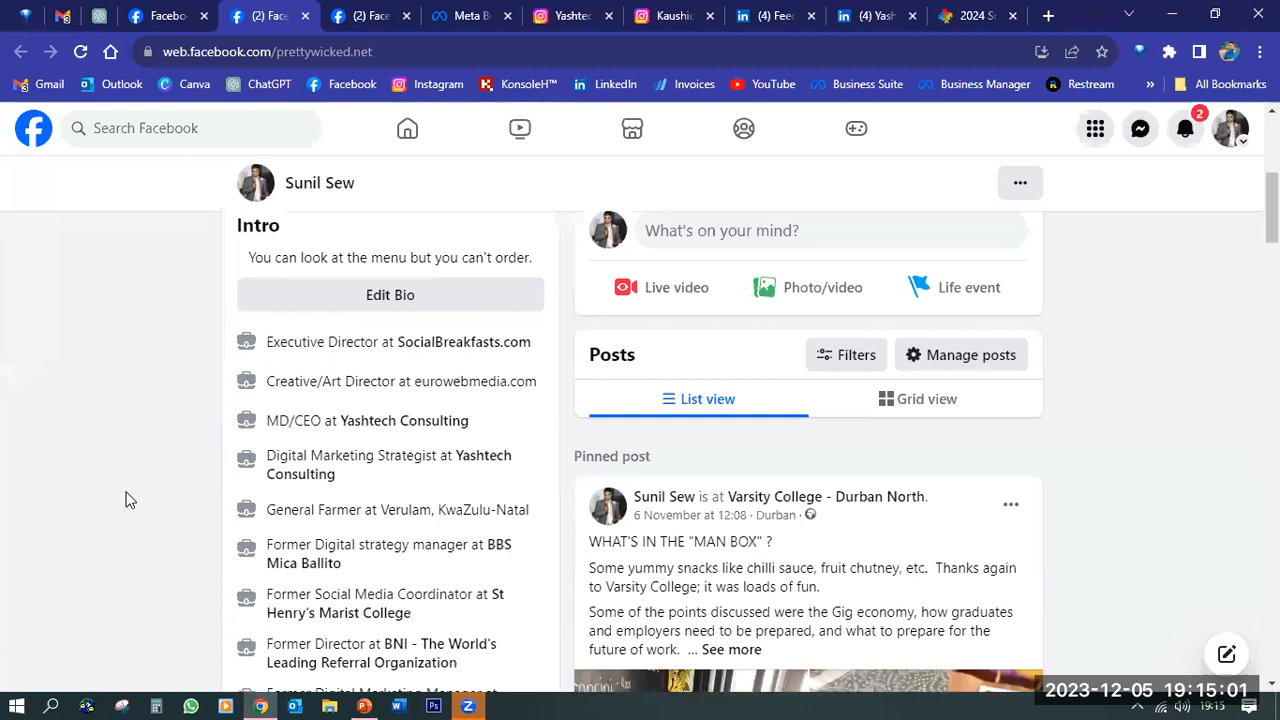 (2) Face
(2) Face
Facebo
Meta B
Yashtec
Kaushic
(4) Feec
(4) Yash
2024 S
web.facebook.com/prettywicked.net
Gmail
Outlook
Canva
ChatGPT
Facebook
Instagram
KonsoleH™
LinkedIn
Invoices
YouTube
Business Suite
Business Manager
Restream
»
All Bookmarks
Search Facebook
2
Sunil Sew
Intro
You can look at the menu but you can't order.
Edit Bio
Executive Director at SocialBreakfasts.com
Creative/Art Director at eurowebmedia.com
MD/CEO at Yashtech Consulting
Digital Marketing Strategist at Yashtech
Consulting
General Farmer at Verulam, KwaZulu-Natal
Former Digital strategy manager at BBS
Mica Ballito
Former Social Media Coordinator at St
Henry's Marist College
Former Director at BNI - The World's
Leading Referral Organization
Former Digital Marketing Manager at
What's on your mind?
Live video
Photo/video
Life event
Posts
Filters
Manage posts
List view
Grid view
Pinned post
Sunil Sew is at Varsity College - Durban North.
6 November at 12:08 · Durban ·
WHAT'S IN THE "MAN BOX" ?
Some yummy snacks like chilli sauce, fruit chutney, etc. Thanks again
to Varsity College; it was loads of fun.
Some of the points discussed were the Gig economy, how graduates
and employers need to be prepared, and what to prepare for the
future of work. ... See more
2023-12-05 19:15:01
19:15